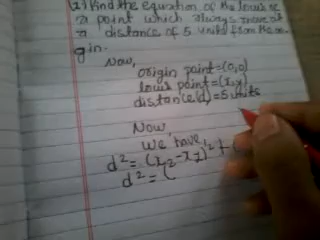 (2) Find the equation of the locus of
a point which always move at
a distance of 5 units from the ori
gin.
Now,
origin point=(0,0)
locus point=(x,y)
distance(d)=5 units
Now
We have,
d²=(x₂-x₁)²+(
d²=(